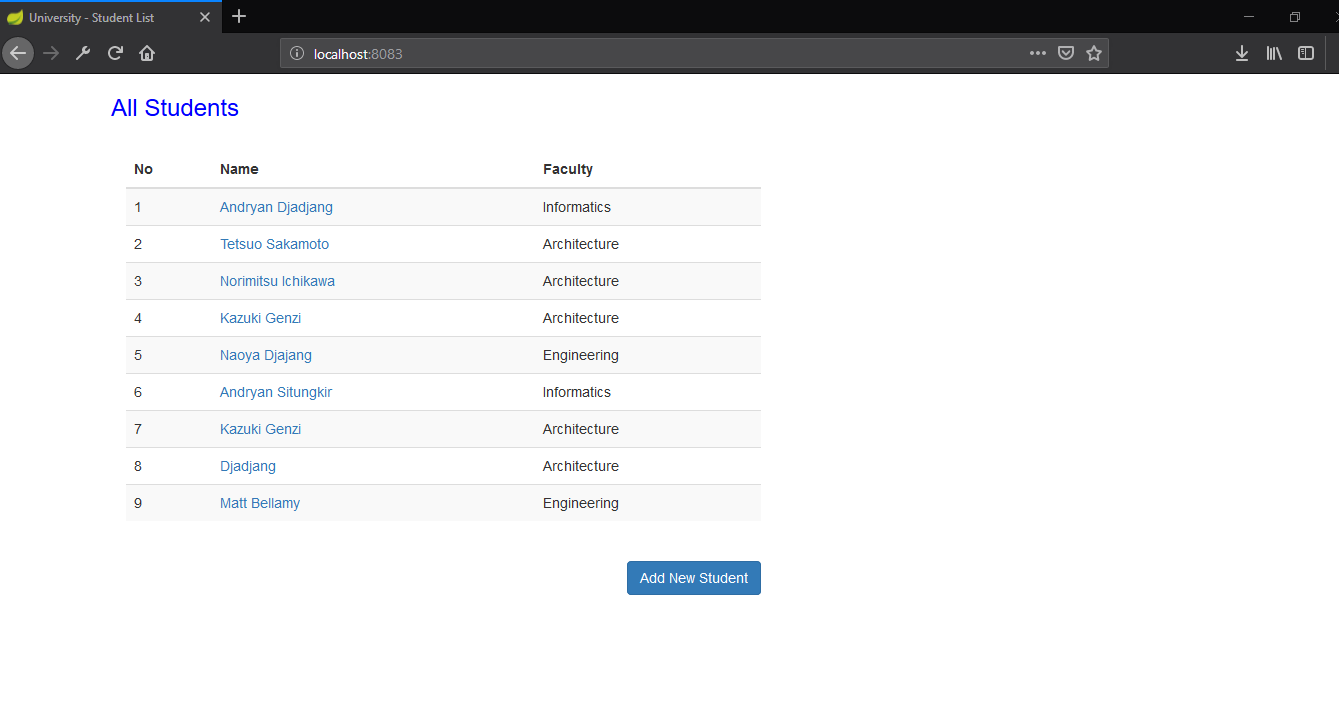 University - Student List
localhost:8083
All Students
No Name Faculty
1 Andryan Djadjang Informatics
2 Tetsuo Sakamoto Architecture
3 Norimitsu Ichikawa Architecture
4 Kazuki Genzi Architecture
5 Naoya Djajang Engineering
6 Andryan Situngkir Informatics
7 Kazuki Genzi Architecture
8 Djadjang Architecture
9 Matt Bellamy Engineering
Add New Student